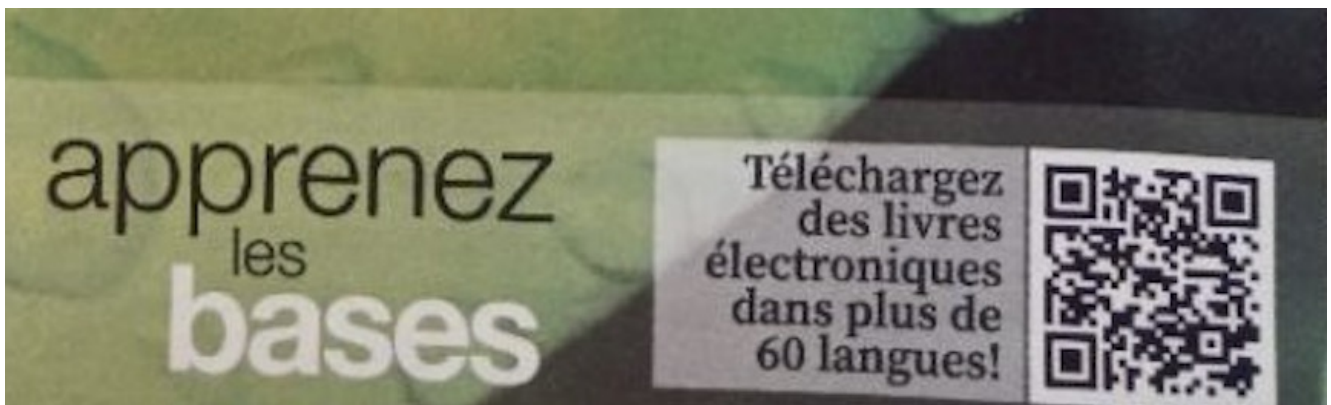 apprenez
les
bases
Téléchargez
des livres
électroniques
dans plus de
60 langues!